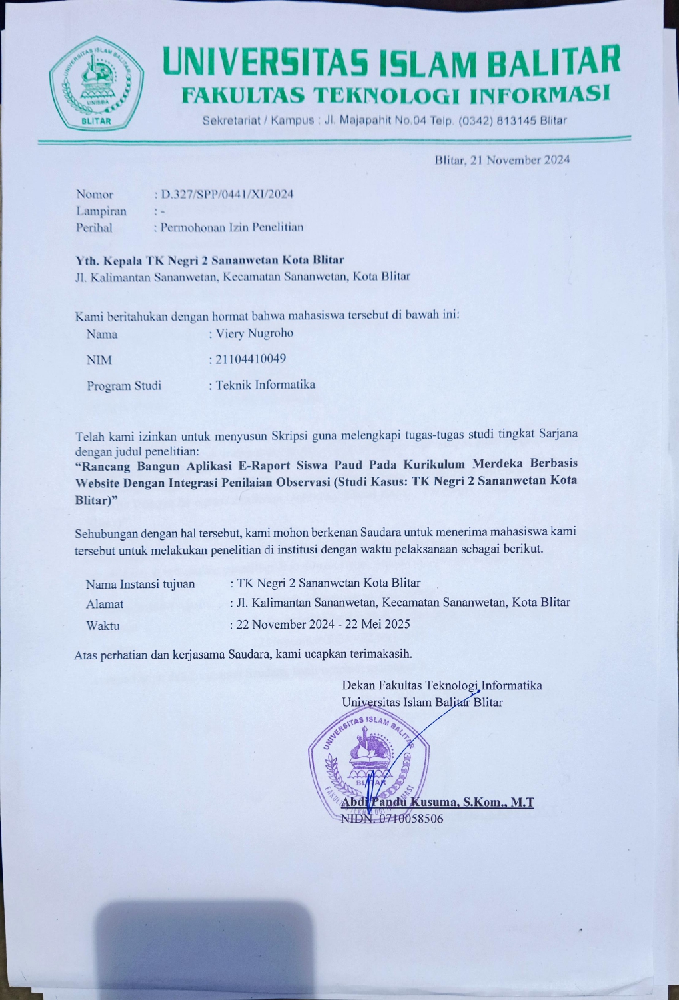 UNIVERSITAS ISLAM BALITAR
UNISBA
BLITAR
UNIVERSITAS ISLAM BALITAR
FAKULTAS TEKNOLOGI INFORMASI
Sekretariat / Kampus : Jl. Majapahit No.04 Telp. (0342) 813145 Blitar
Blitar, 21 November 2024
Nomor : D.327/SPP/0441/XI/2024
Lampiran : -
Perihal : Permohonan Izin Penelitian
Yth. Kepala TK Negri 2 Sananwetan Kota Blitar
Jl. Kalimantan Sananwetan, Kecamatan Sananwetan, Kota Blitar
Kami beritahukan dengan hormat bahwa mahasiswa tersebut di bawah ini:
Nama : Viery Nugroho
NIM : 21104410049
Program Studi : Teknik Informatika
Telah kami izinkan untuk menyusun Skripsi guna melengkapi tugas-tugas studi tingkat Sarjana
dengan judul penelitian:
“Rancang Bangun Aplikasi E-Raport Siswa Paud Pada Kurikulum Merdeka Berbasis
Website Dengan Integrasi Penilaian Observasi (Studi Kasus: TK Negri 2 Sananwetan Kota
Blitar)”
Sehubungan dengan hal tersebut, kami mohon berkenan Saudara untuk menerima mahasiswa kami
tersebut untuk melakukan penelitian di institusi dengan waktu pelaksanaan sebagai berikut.
Nama Instansi tujuan : TK Negri 2 Sananwetan Kota Blitar
Alamat : Jl. Kalimantan Sananwetan, Kecamatan Sananwetan, Kota Blitar
Waktu : 22 November 2024 - 22 Mei 2025
Atas perhatian dan kerjasama Saudara, kami ucapkan terimakasih.
Dekan Fakultas Teknologi Informatika
Universitas Islam Balitar Blitar
UNIVERSITAS ISLAM BALITAR
BLITAR
FAKULTAS TEKNOLOGI INFORMASI
Abdi Pandu Kusuma, S.Kom., M.T
NIDN. 0710058506